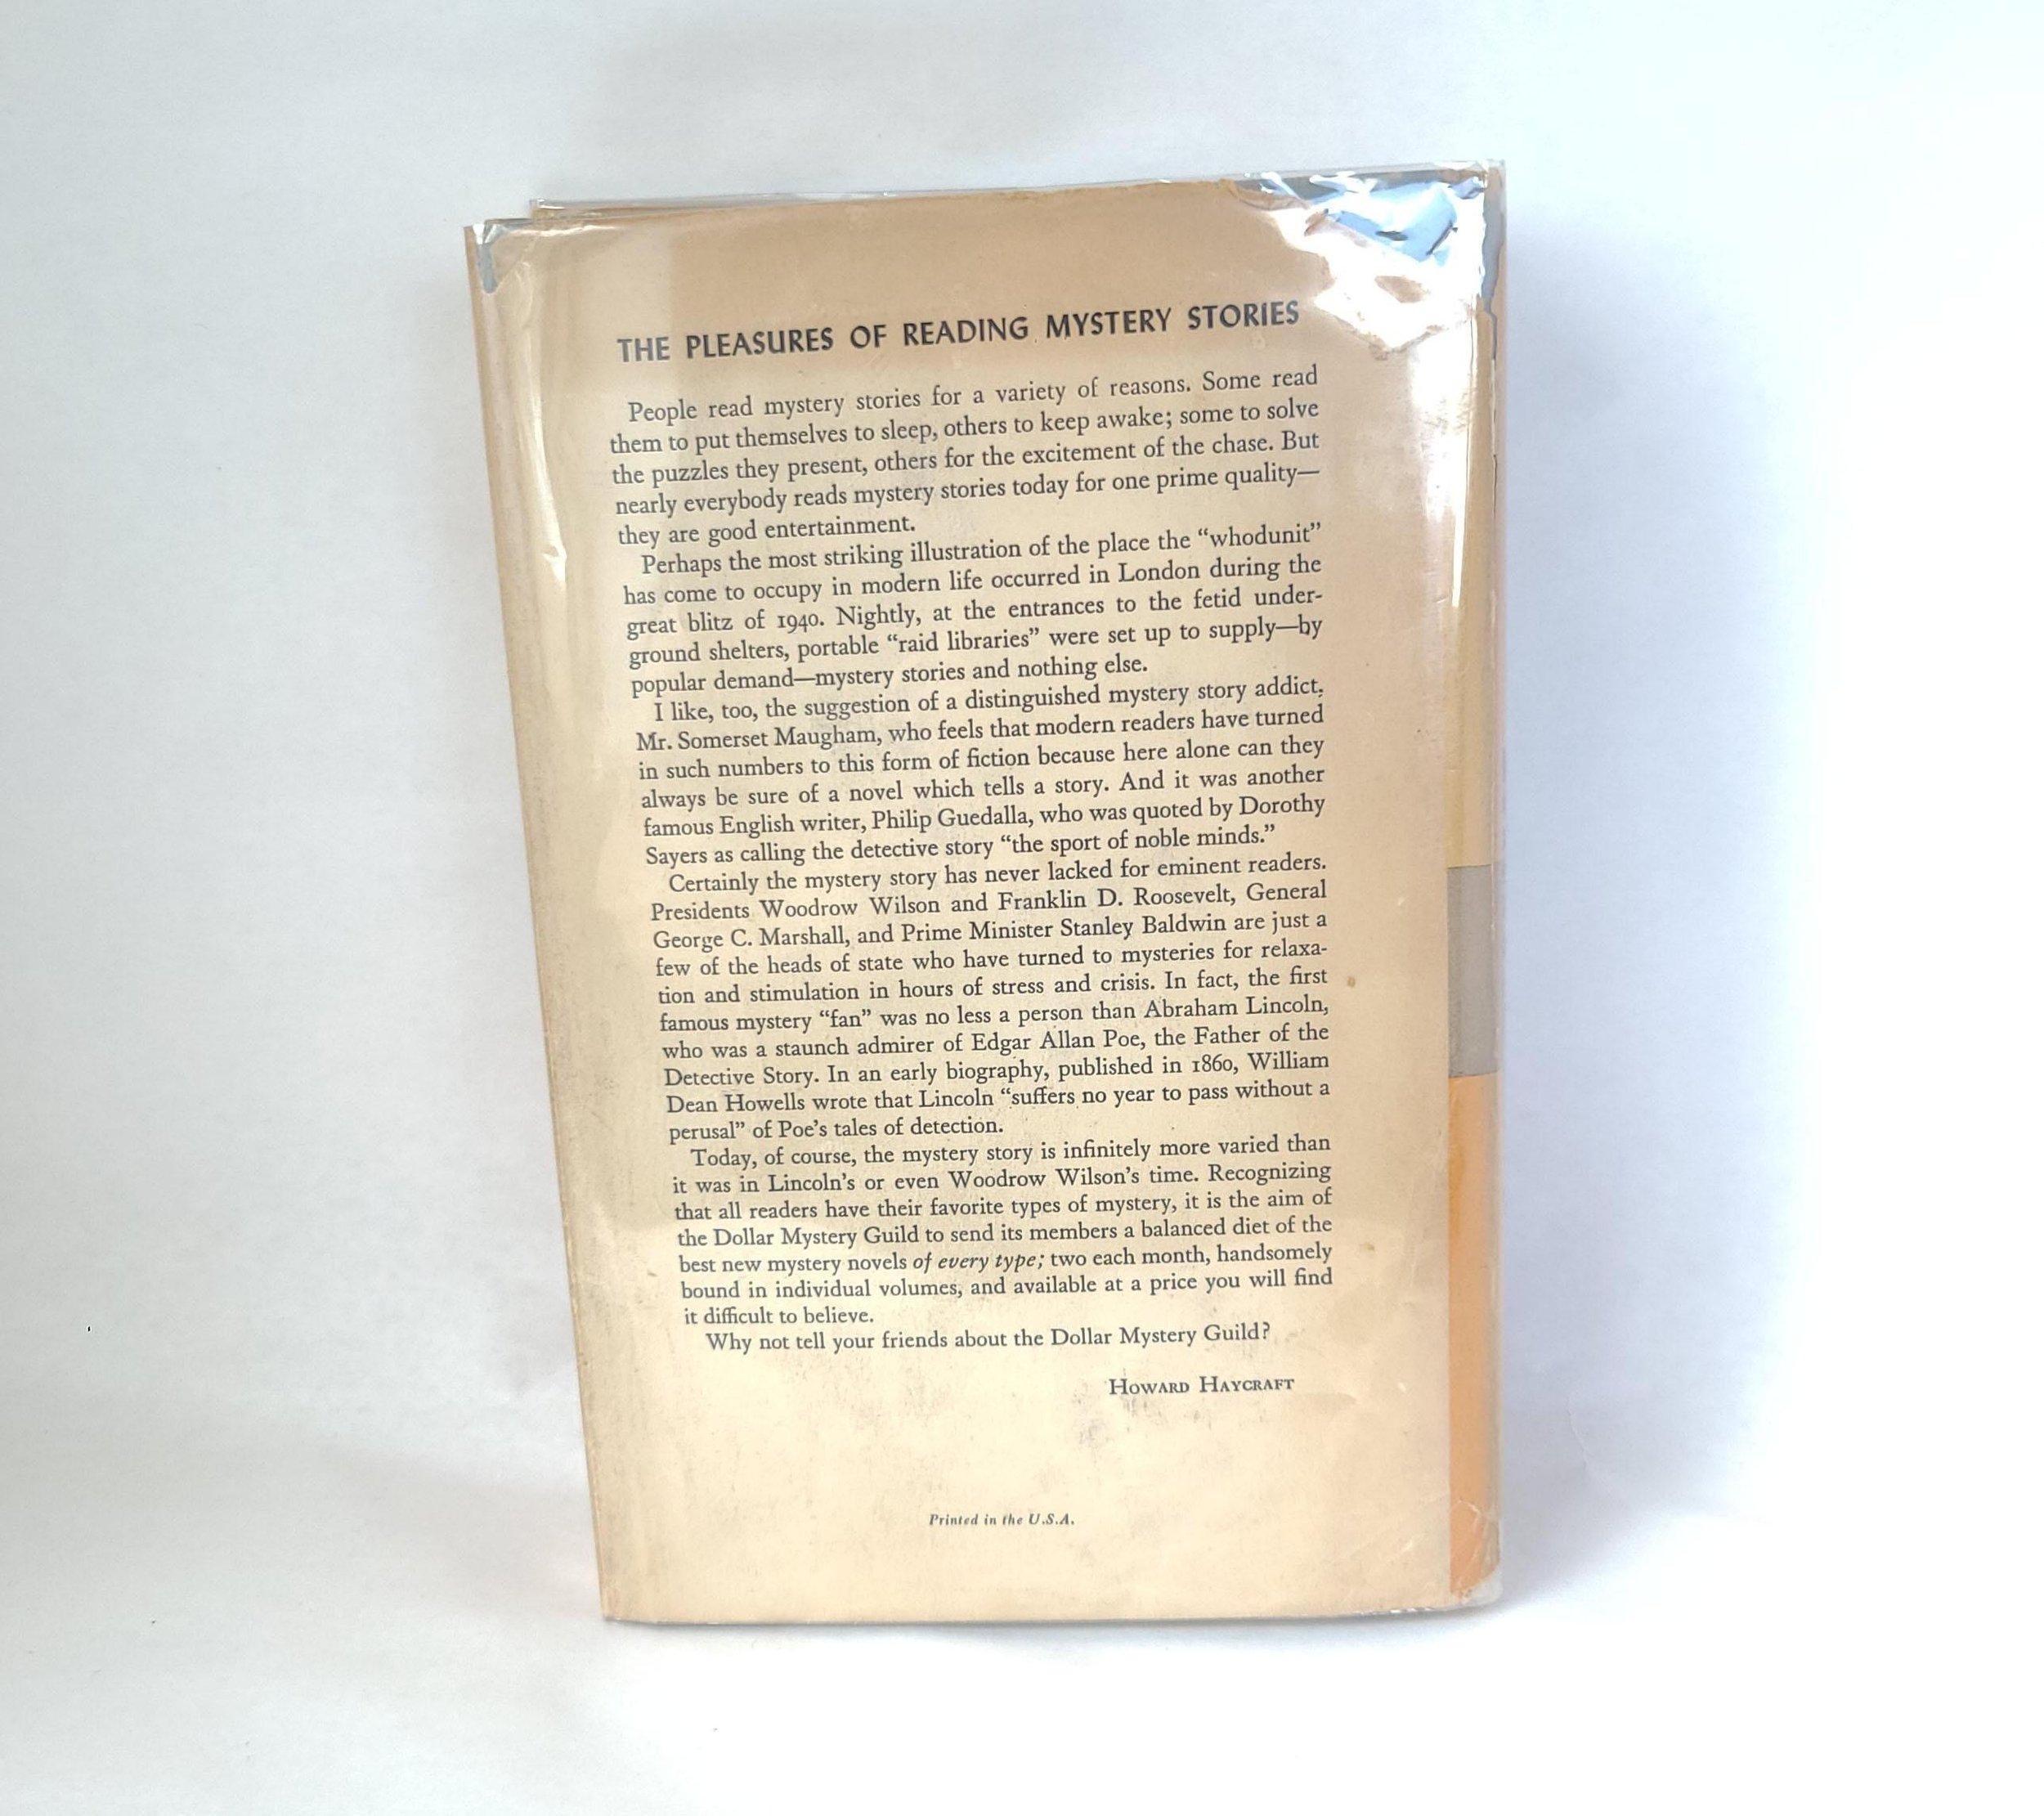 THE PLEASURES OF READING MYSTERY STORIES
People read mystery stories for a variety of reasons. Some read
them to put themselves to sleep, others to keep awake; some to solve
the puzzles they present, others for the excitement of the chase. But
nearly everybody reads mystery stories today for one prime quality—
they are good entertainment.
Perhaps the most striking illustration of the place the “whodunit”
has come to occupy in modern life occurred in London during the
great blitz of 1940. Nightly, at the entrances to the fetid under-
ground shelters, portable “raid libraries” were set up to supply—by
popular demand—mystery stories and nothing else.
I like, too, the suggestion of a distinguished mystery story addict,
Mr. Somerset Maugham, who feels that modern readers have turned
in such numbers to this form of fiction because here alone can they
always be sure of a novel which tells a story. And it was another
famous English writer, Philip Guedalla, who was quoted by Dorothy
Sayers as calling the detective story “the sport of noble minds.”
Certainly the mystery story has never lacked for eminent readers.
Presidents Woodrow Wilson and Franklin D. Roosevelt, General
George C. Marshall, and Prime Minister Stanley Baldwin are just a
few of the heads of state who have turned to mysteries for relaxa-
tion and stimulation in hours of stress and crisis. In fact, the first
famous mystery “fan” was no less a person than Abraham Lincoln,
who was a staunch admirer of Edgar Allan Poe, the Father of the
Detective Story. In an early biography, published in 1860, William
Dean Howells wrote that Lincoln “suffers no year to pass without a
perusal” of Poe’s tales of detection.
Today, of course, the mystery story is infinitely more varied than
it was in Lincoln’s or even Woodrow Wilson’s time. Recognizing
that all readers have their favorite types of mystery, it is the aim of
the Dollar Mystery Guild to send its members a balanced diet of the
best new mystery novels of every type; two each month, handsomely
bound in individual volumes, and available at a price you will find
it difficult to believe.
Why not tell your friends about the Dollar Mystery Guild?
HOWARD HAYCRAFT
Printed in the U.S.A.